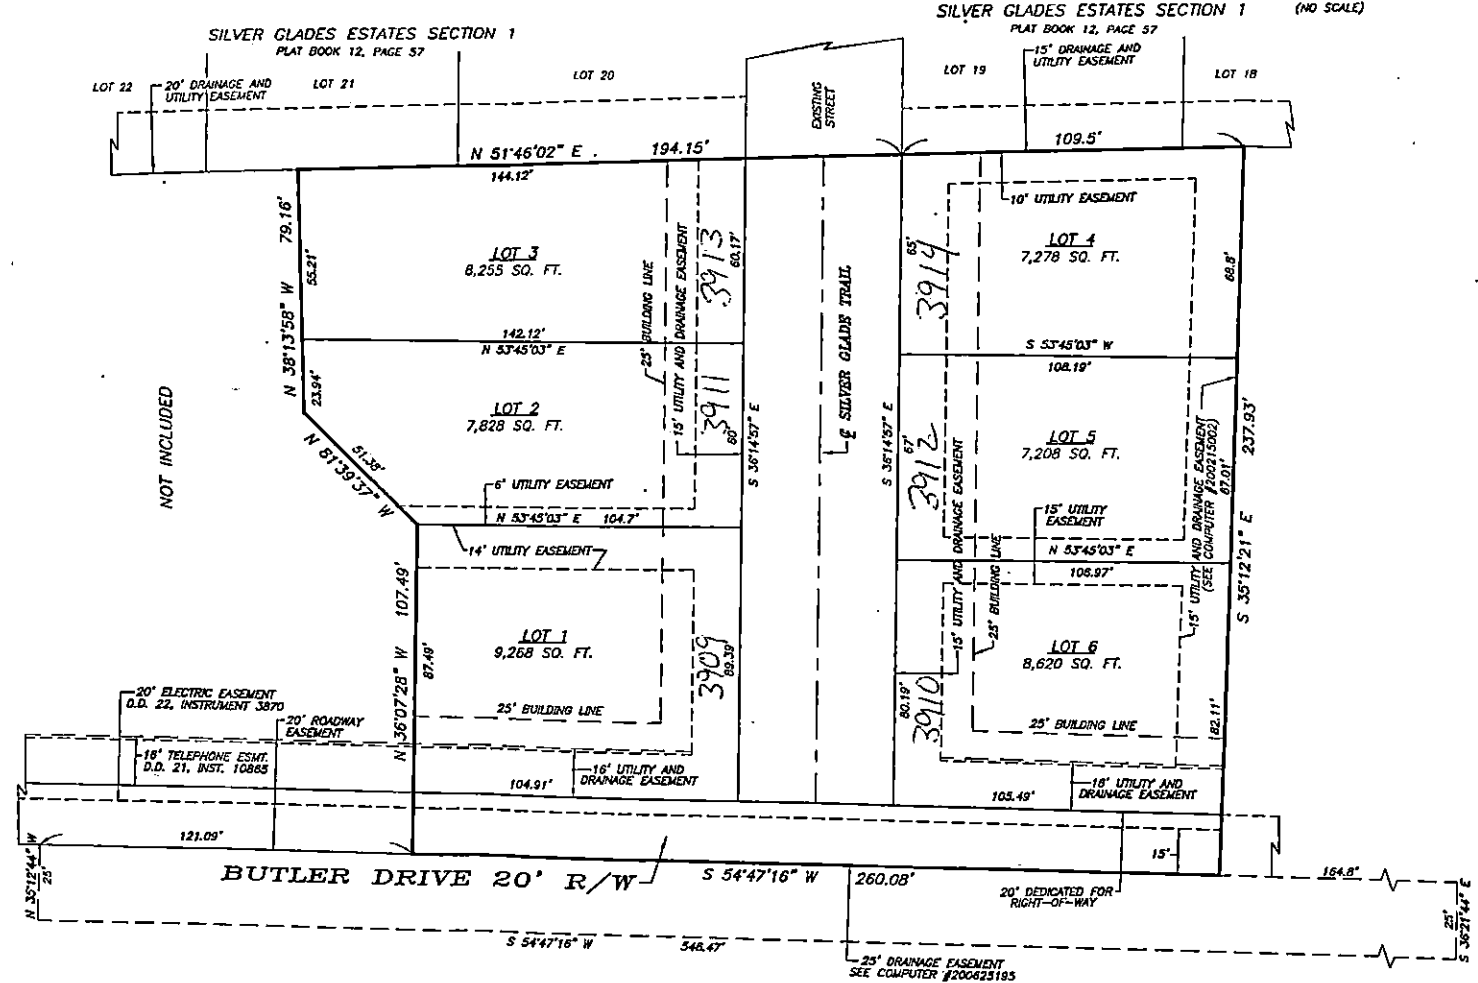 SILVER GLADES ESTATES SECTION 1
PLAT BOOK 12, PAGE 57
SILVER GLADES ESTATES SECTION 1
(NO SCALE)
PLAT BOOK 12, PAGE 57
LOT 22
20' DRAINAGE AND
UTILITY EASEMENT
LOT 21
LOT 20
EXISTING
STREET
LOT 19
15' DRAINAGE AND
UTILITY EASEMENT
LOT 18
N 51°46'02" E
194.15'
109.5'
144.12'
10' UTILITY EASEMENT
N 38°13'58" W
79.16'
55.21'
LOT 3
8,255 SQ. FT.
25' BUILDING LINE
15' UTILITY AND DRAINAGE EASEMENT
3913
60.17'
℄ SILVER GLADE TRAIL
65'
3914
LOT 4
7,278 SQ. FT.
68.8'
142.12'
N 53°45'03" E
S 53°45'03" W
108.19'
NOT INCLUDED
23.94'
LOT 2
7,828 SQ. FT.
3911
60'
S 36°14'57" E
S 36°14'57" E
67'
3912
LOT 5
7,208 SQ. FT.
15' UTILITY AND DRAINAGE EASEMENT
(SEE COMPUTER #200215002)
87.01'
237.93'
S 35°12'21" E
51.38'
N 81°39'37" W
6' UTILITY EASEMENT
N 53°45'03" E 104.7'
14' UTILITY EASEMENT
15' UTILITY AND DRAINAGE EASEMENT
25' BUILDING LINE
15' UTILITY
EASEMENT
N 53°45'03" E
106.97'
N 36°07'28" W
107.49'
87.49'
LOT 1
9,268 SQ. FT.
3909
89.39'
25' BUILDING LINE
80.19'
3910
LOT 6
8,620 SQ. FT.
25' BUILDING LINE
82.11'
20' ELECTRIC EASEMENT
D.D. 22, INSTRUMENT 3870
20' ROADWAY
EASEMENT
16' TELEPHONE ESMT.
D.D. 21, INST. 10865
104.91'
16' UTILITY AND
DRAINAGE EASEMENT
105.49'
16' UTILITY AND
DRAINAGE EASEMENT
121.09'
15'
N 35°12'44" W
25'
BUTLER DRIVE 20' R/W
S 54°47'16" W
260.08'
20' DEDICATED FOR
RIGHT-OF-WAY
164.8'
25'
S 36°21'44" E
S 54°47'16" W
546.47'
25' DRAINAGE EASEMENT
SEE COMPUTER #200625195